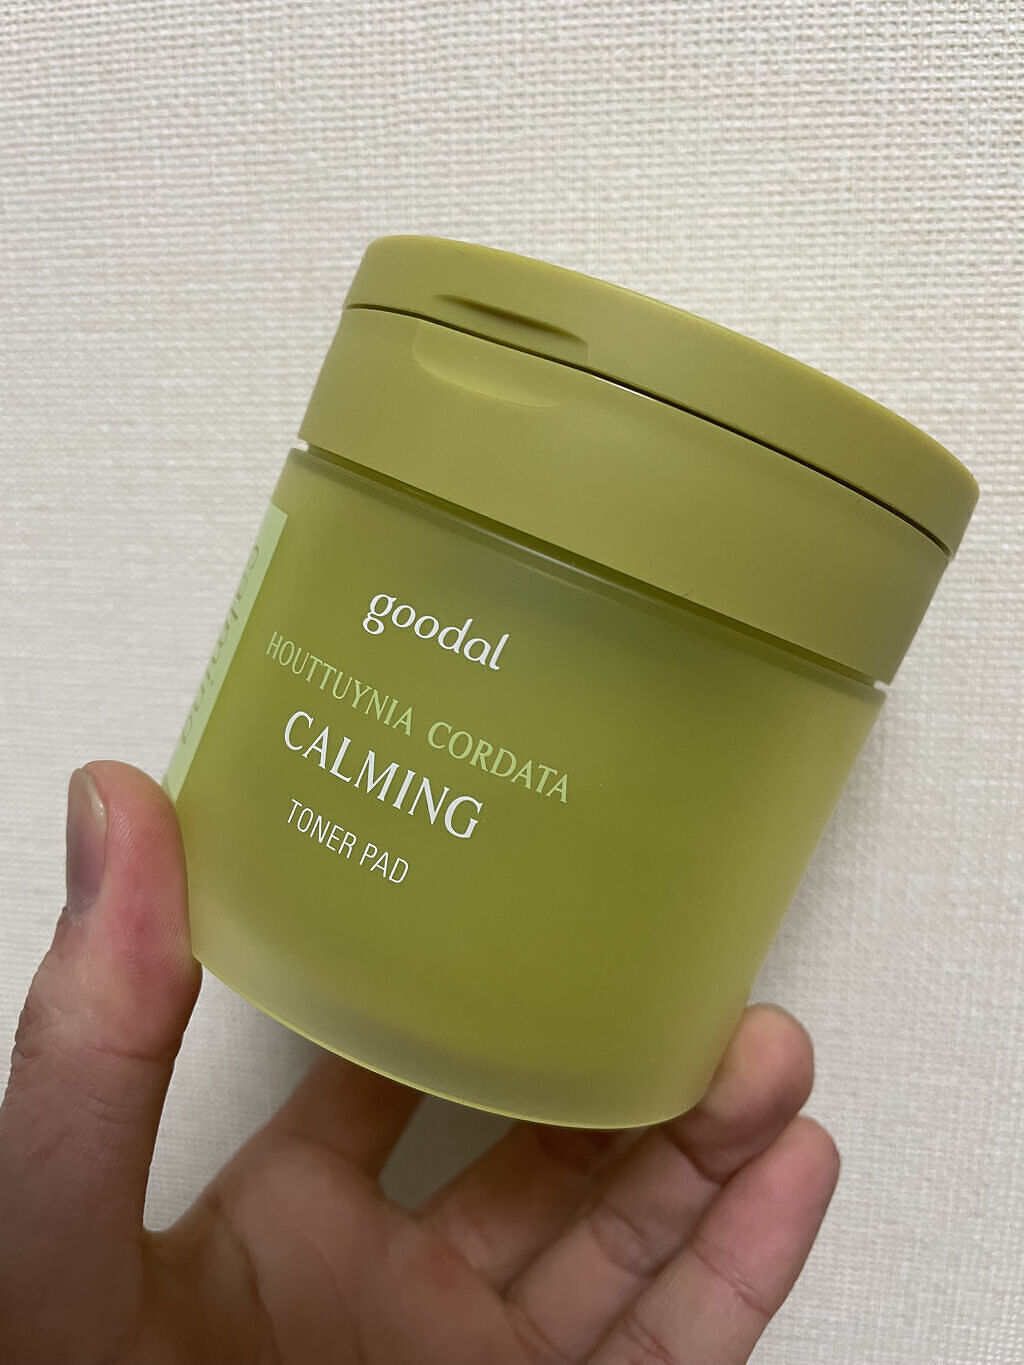 goodal
HOUTTUYNIA CORDATA
CALMING
TONER PAD